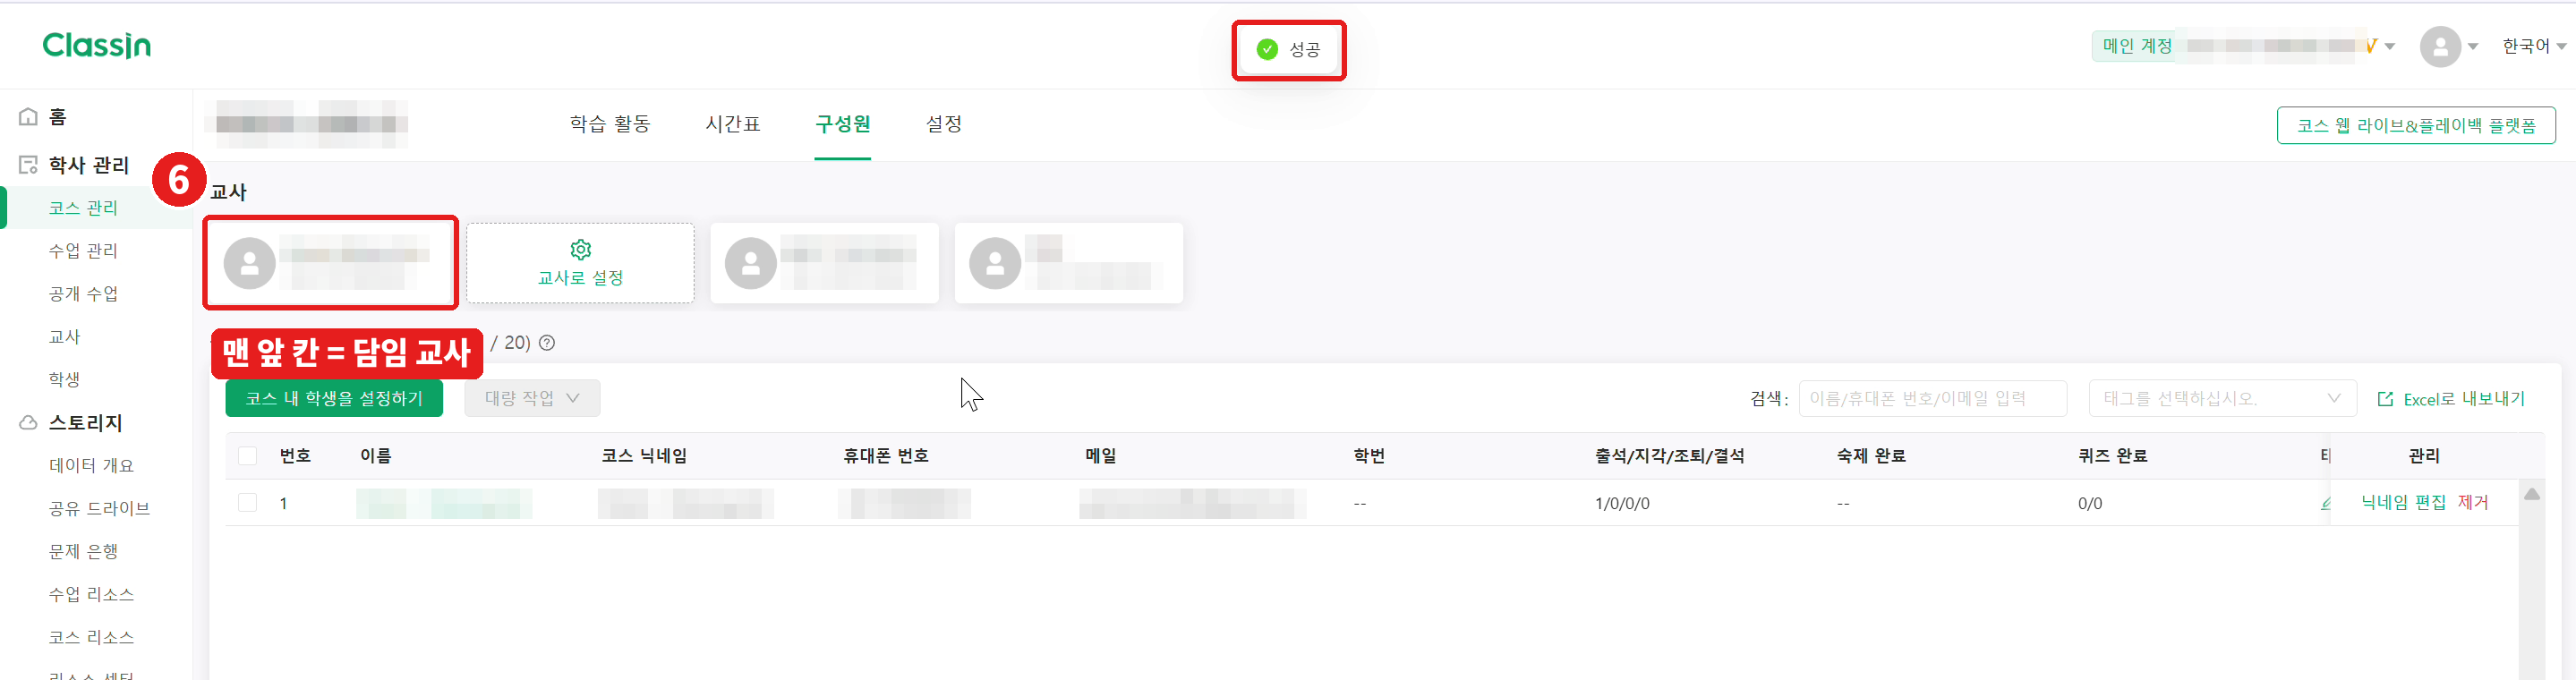 ClassIn
성공
메인 계정
한국어
홈
학습 활동
시간표
구성원
설정
코스 웹 라이브&플레이백 플랫폼
학사 관리
6
교사
코스 관리
수업 관리
교사로 설정
공개 수업
교사
맨 앞 칸 = 담임 교사
/ 20)
학생
코스 내 학생을 설정하기
대량 작업
검색:
이름/휴대폰 번호/이메일 입력
태그를 선택하십시오.
Excel로 내보내기
스토리지
번호
이름
코스 닉네임
휴대폰 번호
메일
학번
출석/지각/조퇴/결석
숙제 완료
퀴즈 완료
관리
데이터 개요
1
--
1/0/0/0
--
0/0
닉네임 편집
제거
공유 드라이브
문제 은행
수업 리소스
코스 리소스
리소스 센터